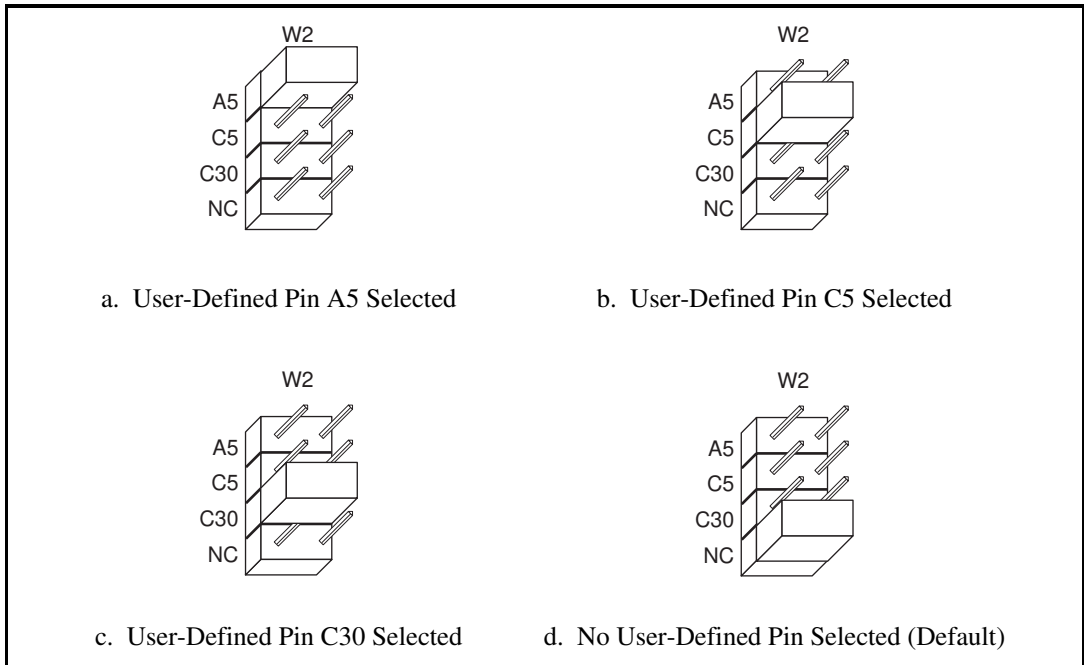 W2
A5
C5
C30
NC
a. User-Defined Pin A5 Selected
W2
A5
C5
C30
NC
b. User-Defined Pin C5 Selected
W2
A5
C5
C30
NC
c. User-Defined Pin C30 Selected
W2
A5
C5
C30
NC
d. No User-Defined Pin Selected (Default)